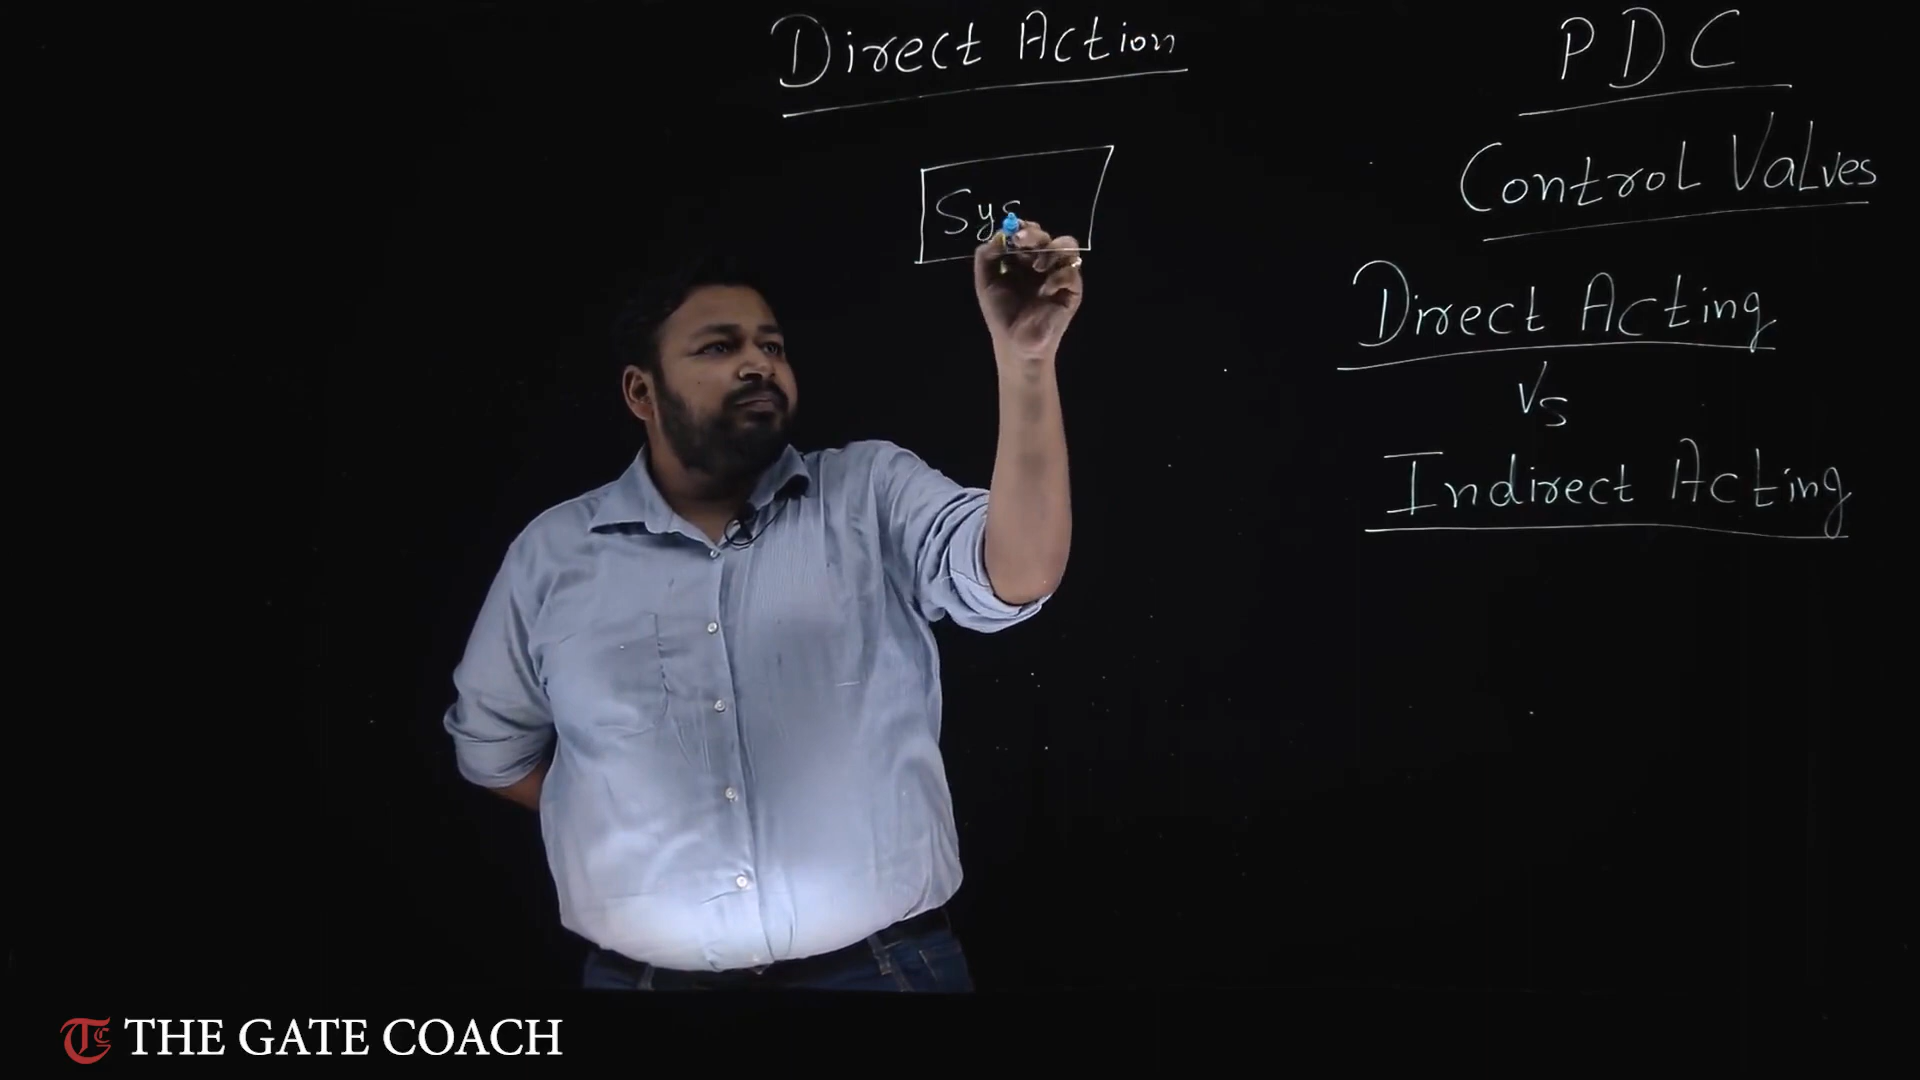 Direct Action
Sys
PDC
Control Valves
Direct Acting
Vs
Indirect Acting
THE GATE COACH